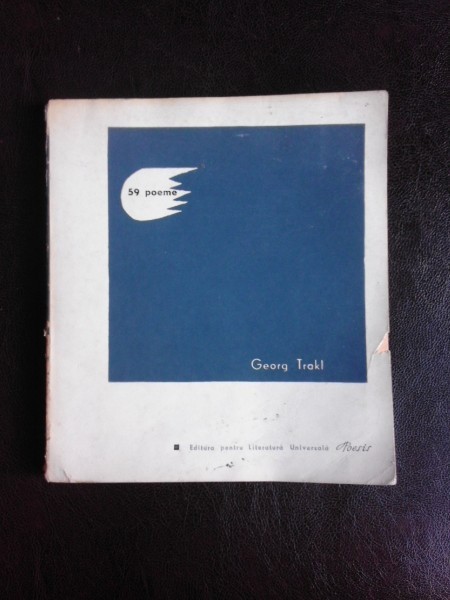 59 poeme
Georg Trakl
Editura pentru Literatură Universală Poesis